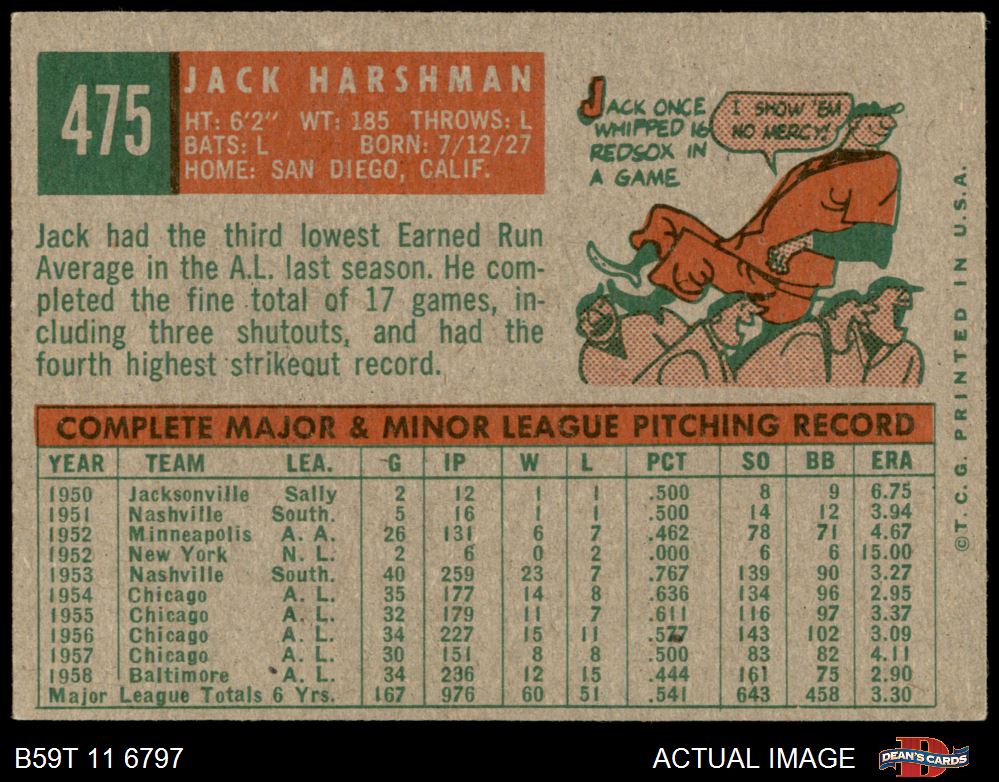 475
JACK HARSHMAN
HT: 6'2" WT: 185 THROWS: L
BATS: L BORN: 7/12/27
HOME: SAN DIEGO, CALIF.
JACK ONCE
WHIPPED 16
REDSOX IN
A GAME
I SHOW 'EM
NO MERCY!
Jack had the third lowest Earned Run
Average in the A.L. last season. He com-
pleted the fine total of 17 games, in-
cluding three shutouts, and had the
fourth highest strikeout record.
COMPLETE MAJOR & MINOR LEAGUE PITCHING RECORD
YEAR TEAM LEA. G IP W L PCT SO BB ERA
1950 Jacksonville Sally 2 12 1 1 .500 8 9 6.75
1951 Nashville South. 5 16 1 1 .500 14 12 3.94
1952 Minneapolis A. A. 26 131 6 7 .462 78 71 4.67
1952 New York N. L. 2 6 0 2 .000 6 6 15.00
1953 Nashville South. 40 259 23 7 .767 139 90 3.27
1954 Chicago A. L. 35 177 14 8 .636 134 96 2.95
1955 Chicago A. L. 32 179 11 7 .611 116 97 3.37
1956 Chicago A. L. 34 227 15 11 .577 143 102 3.09
1957 Chicago A. L. 30 151 8 8 .500 83 82 4.11
1958 Baltimore A. L. 34 236 12 15 .444 161 75 2.90
Major League Totals 6 Yrs. 167 976 60 51 .541 643 458 3.30
©T. C. G. PRINTED IN U.S.A.
B59T 11 6797
ACTUAL IMAGE
DEAN'S CARDS